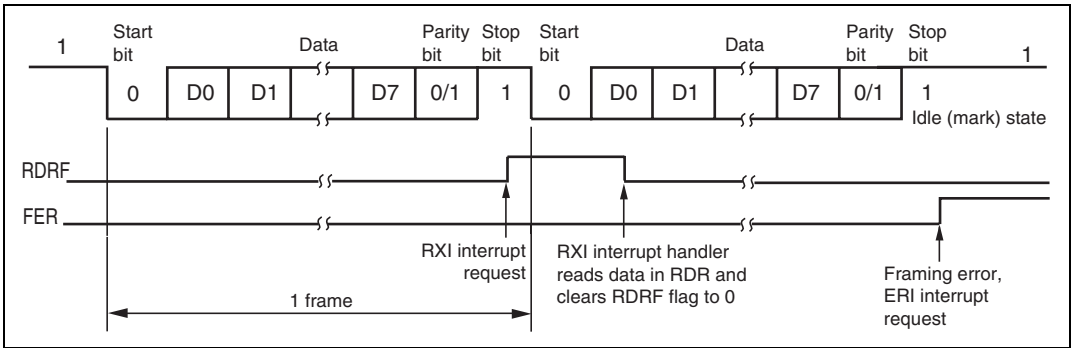 Start bit
Data
Parity bit
Stop bit
Start bit
Data
Parity bit
Stop bit
1
1
0 D0 D1 D7 0/1 1 0 D0 D1 D7 0/1 1
Idle (mark) state
RDRF
FER
RXI interrupt
request
RXI interrupt handler
reads data in RDR and
clears RDRF flag to 0
Framing error,
ERI interrupt
request
1 frame